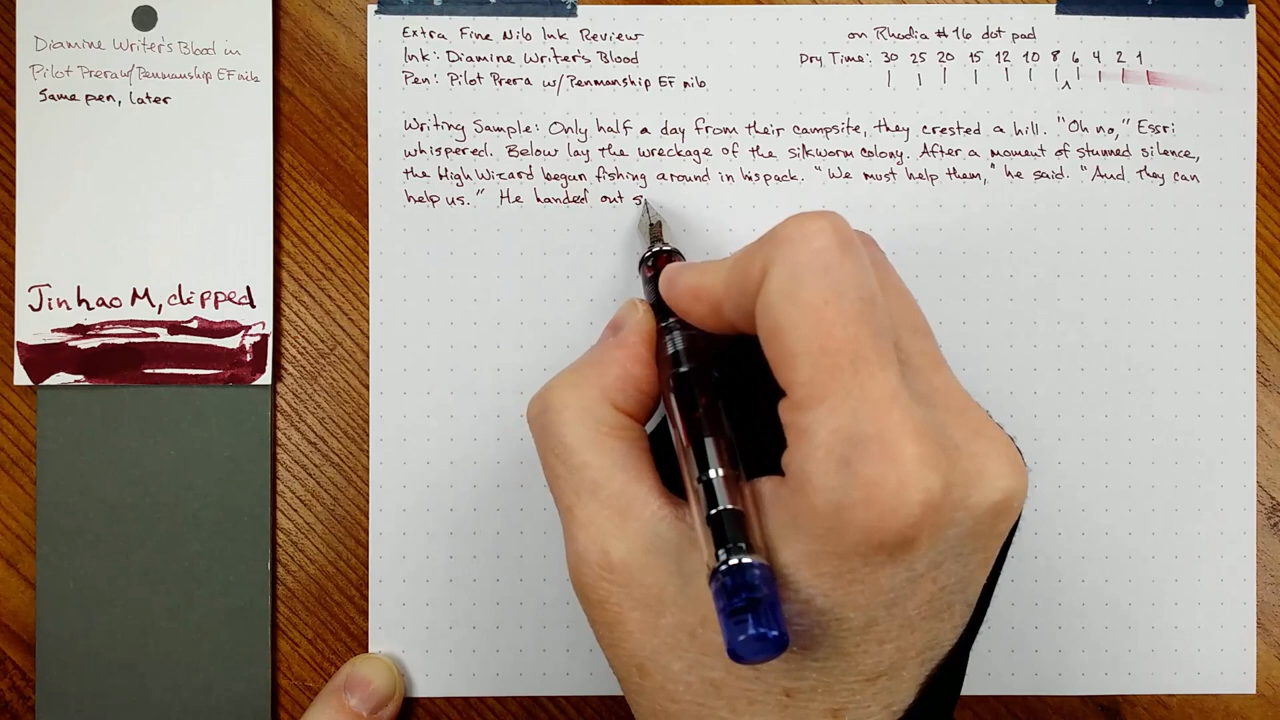 Diamine Writer's Blood in
Pilot Prera w/ Penmanship EF nib
Same pen, later
Jinhao M, dipped
Extra Fine Nib Ink Review
Ink: Diamine Writer's Blood
Pen: Pilot Prera w/ Penmanship EF nib
on Rhodia #16 dot pad
Dry Time: 30 25 20 15 12 10 8 6 4 2 1
Writing Sample: Only half a day from their campsite, they crested a hill. "Oh no," Essri
whispered. Below lay the wreckage of the silkworm colony. After a moment of stunned silence,
the High Wizard began fishing around in his pack. "We must help them," he said. "And they can
help us." He handed out s